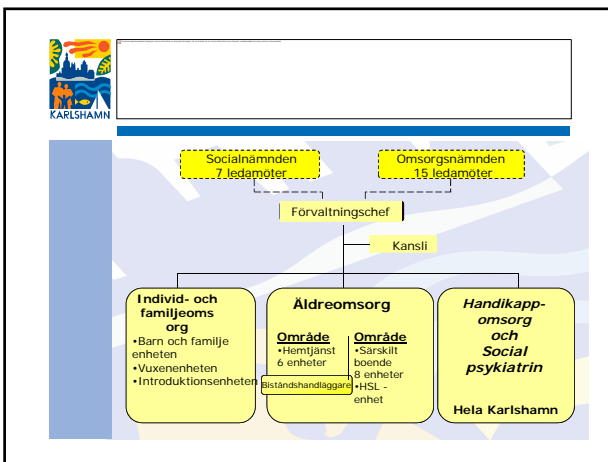 KARLSHAMN
Socialnämnden
7 ledamöter
Omsorgsnämnden
15 ledamöter
Förvaltningschef
Kansli
Individ- och
familjeoms
org
•Barn och familje
enheten
•Vuxenenheten
•Introduktionsenheten
Äldreomsorg
Område
•Hemtjänst
6 enheter
Område
•Särskilt
boende
8 enheter
•HSL -
enhet
Biståndshandläggare
Handikapp-
omsorg
och
Social
psykiatrin
Hela Karlshamn